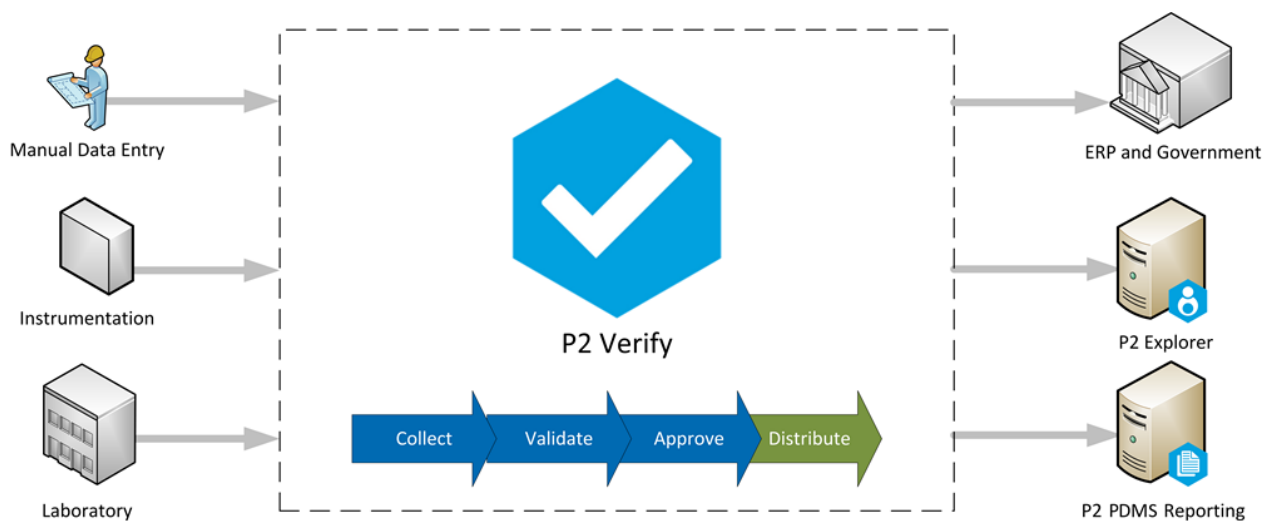 Manual Data Entry
Instrumentation
Laboratory
P2 Verify
Collect
Validate
Approve
Distribute
ERP and Government
P2 Explorer
P2 PDMS Reporting